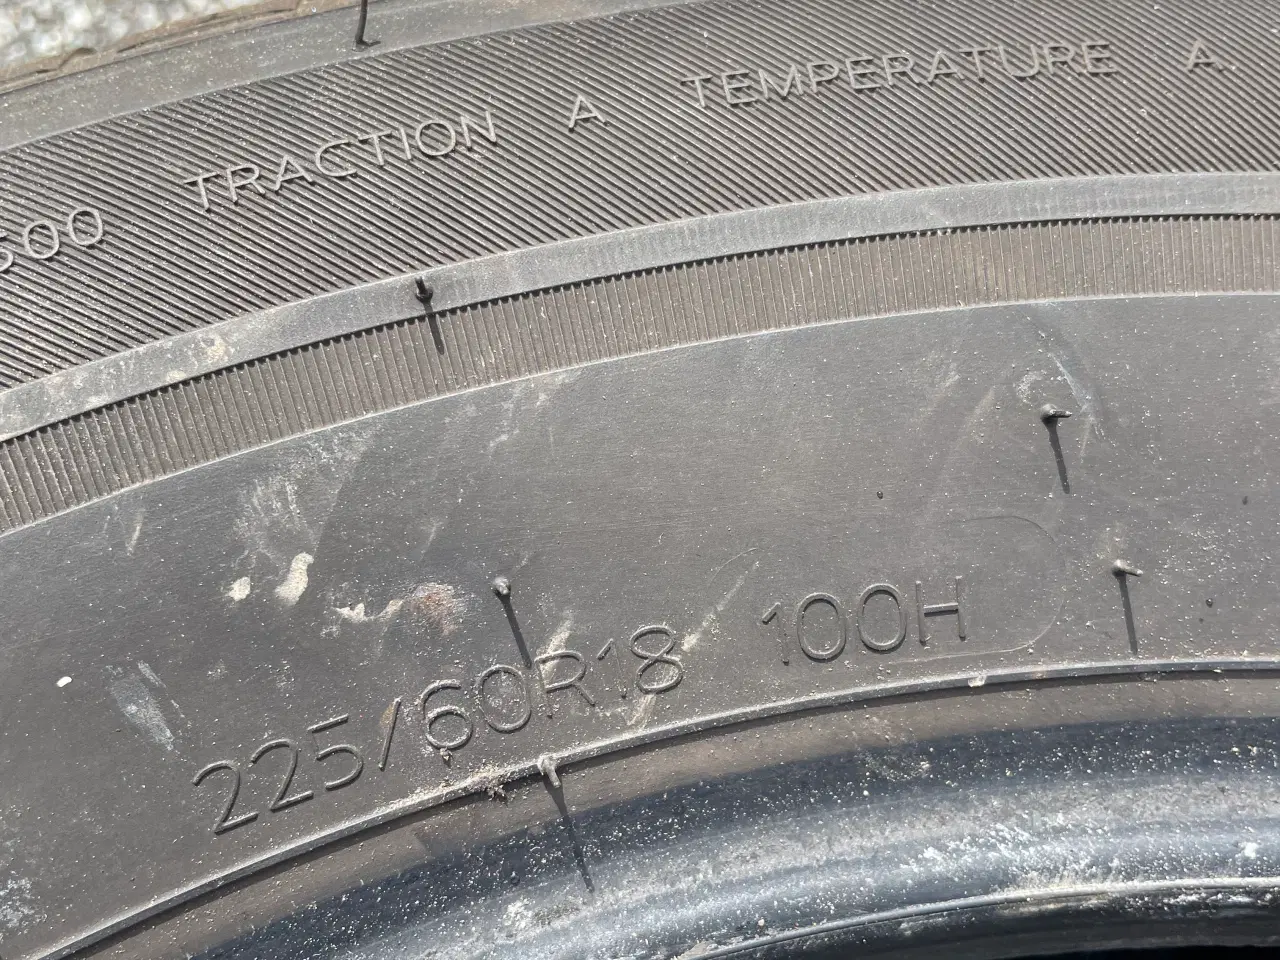 500 TRACTION A TEMPERATURE A
225/60R18 100H